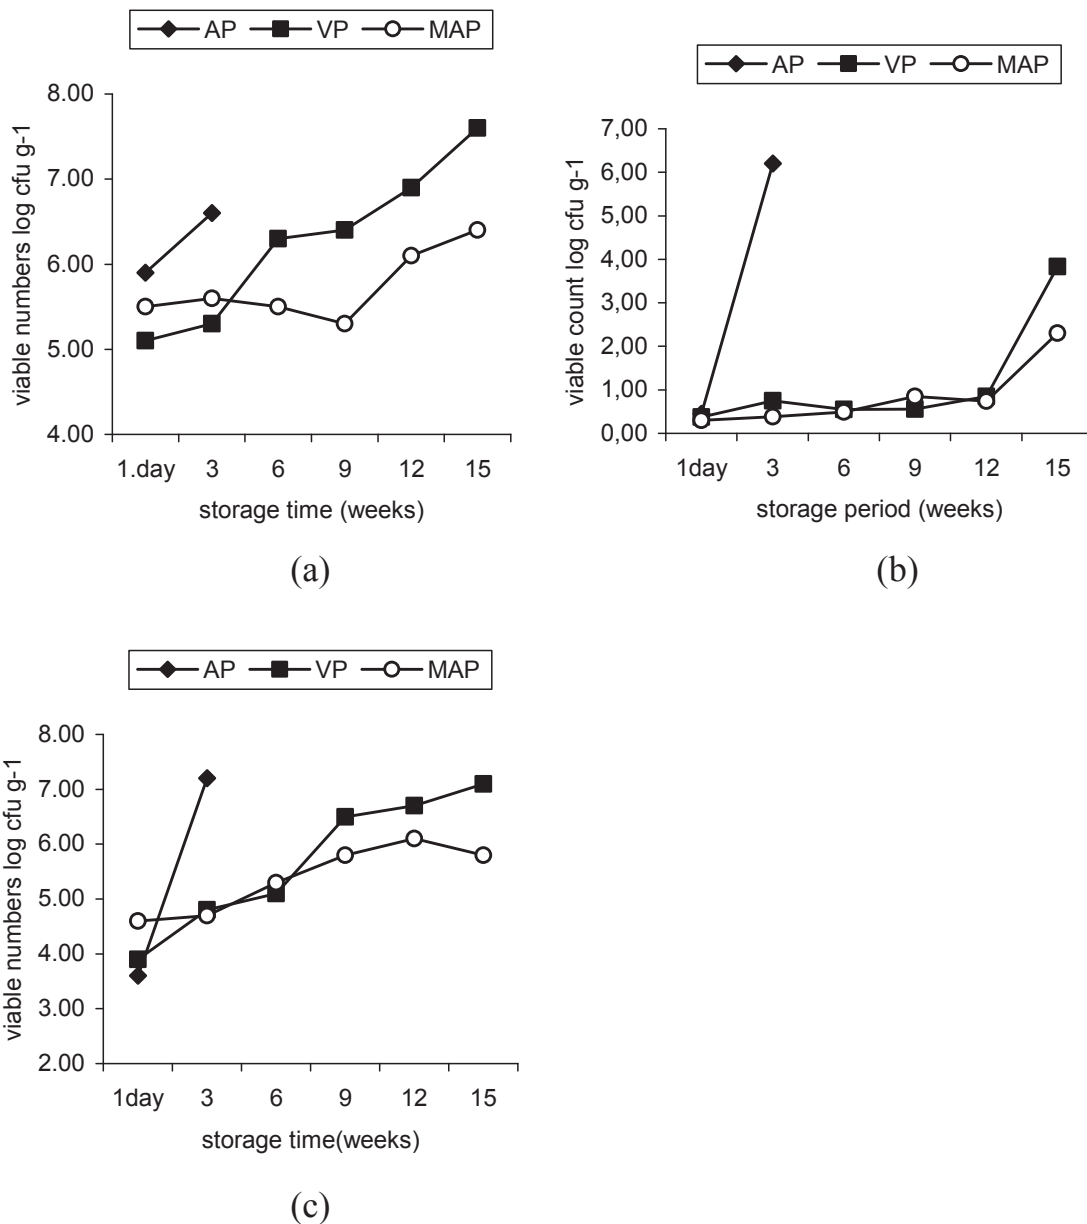 AP VP MAP
viable numbers log cfu g-1
8.00
7.00
6.00
5.00
4.00
1.day 3 6 9 12 15
storage time (weeks)
(a)
AP VP MAP
viable count log cfu g-1
7,00
6,00
5,00
4,00
3,00
2,00
1,00
0,00
1day 3 6 9 12 15
storage period (weeks)
(b)
AP VP MAP
viable numbers log cfu g-1
8.00
7.00
6.00
5.00
4.00
3.00
2.00
1day 3 6 9 12 15
storage time(weeks)
(c)